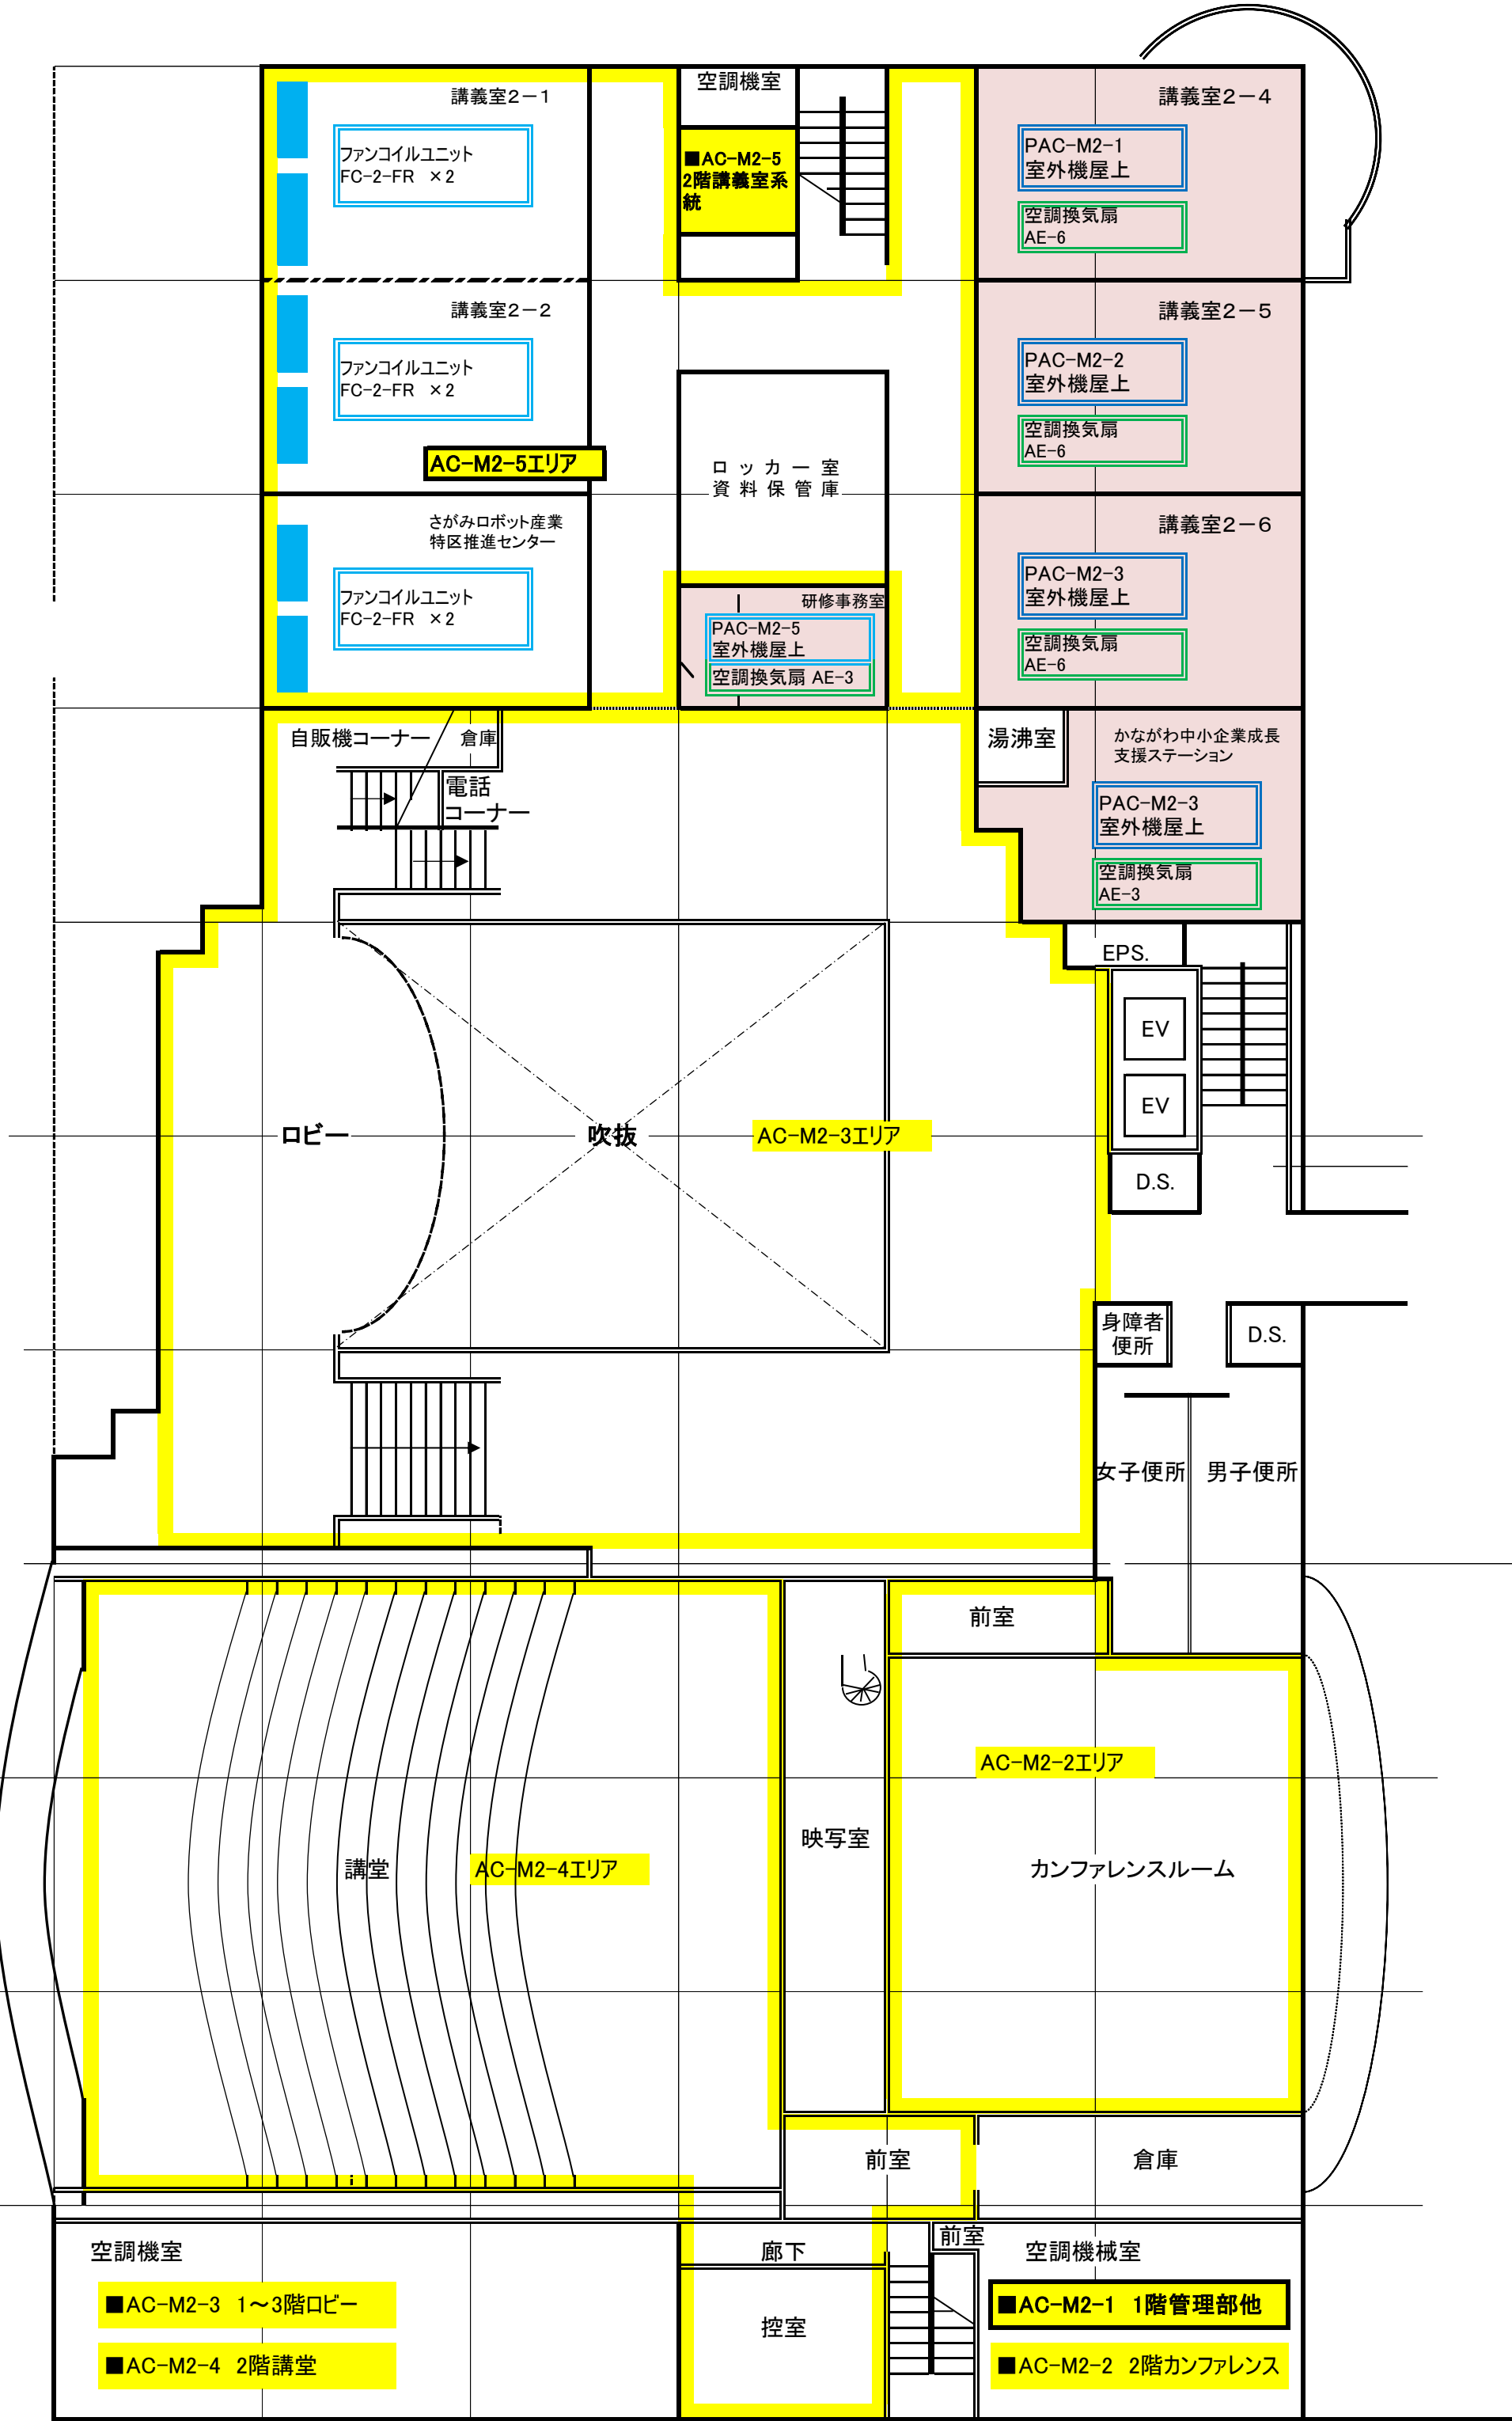 講義室2－1
ファンコイルユニット
FC-2-FR ×2
空調機室
■AC-M2-5
2階講義室系
統
講義室2－4
PAC-M2-1
室外機屋上
空調換気扇
AE-6
講義室2－2
ファンコイルユニット
FC-2-FR ×2
AC-M2-5エリア
ロッカー室
資料保管庫
講義室2－5
PAC-M2-2
室外機屋上
空調換気扇
AE-6
さがみロボット産業
特区推進センター
ファンコイルユニット
FC-2-FR ×2
研修事務室
PAC-M2-5
室外機屋上
空調換気扇 AE-3
講義室2－6
PAC-M2-3
室外機屋上
空調換気扇
AE-6
自販機コーナー
倉庫
電話
コーナー
湯沸室
かながわ中小企業成長
支援ステーション
PAC-M2-3
室外機屋上
空調換気扇
AE-3
EPS.
EV
EV
D.S.
ロビー
吹抜
AC-M2-3エリア
身障者
便所
D.S.
女子便所
男子便所
前室
AC-M2-2エリア
映写室
カンファレンスルーム
講堂
AC-M2-4エリア
前室
倉庫
空調機室
■AC-M2-3 1～3階ロビー
■AC-M2-4 2階講堂
廊下
控室
前室
空調機械室
■AC-M2-1 1階管理部他
■AC-M2-2 2階カンファレンス